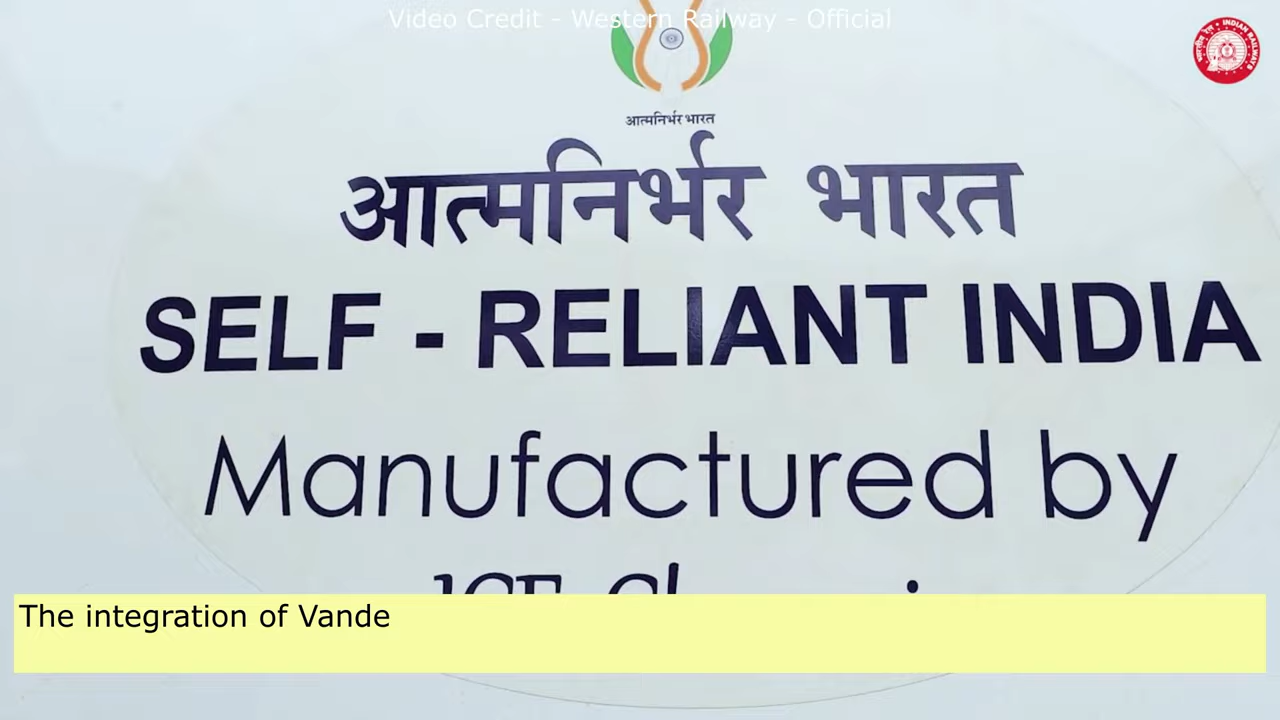 Video Credit - Western Railway - Official
आत्मनिर्भर भारत
आत्मनिर्भर भारत
SELF - RELIANT INDIA
Manufactured by
The integration of Vande